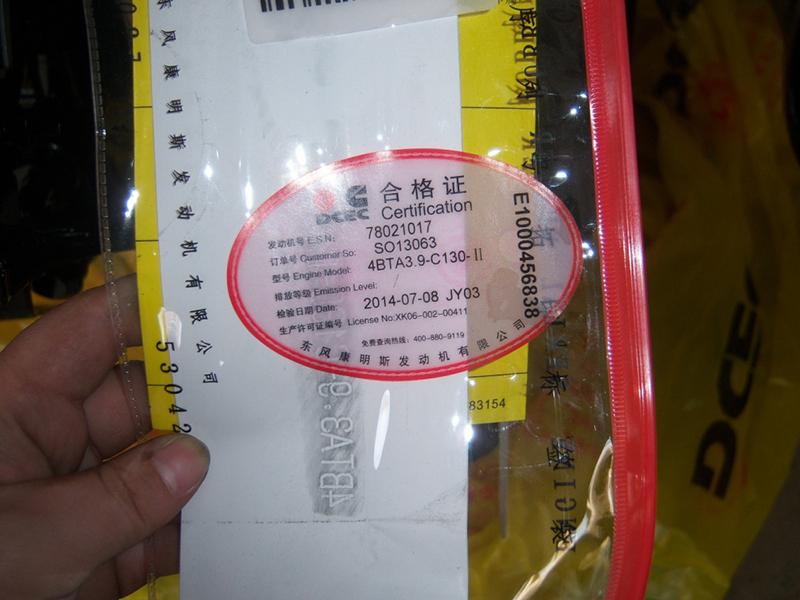 合格证
DCEC Certification
发动机号 E.S.N: 78021017
订单号 Customer So: SO13063
型号 Engine Model: 4BTA3.9-C130-Ⅱ
排放等级 Emission Level:
检验日期 Date: 2014-07-08 JY03
生产许可证编号 License No:XK06-002-00411
免费查询热线: 400-880-9119
东风康明斯发动机有限公司
E1000456838
东风康明斯发动机有限公司
53042
83154
4BTA3.9
DCEC